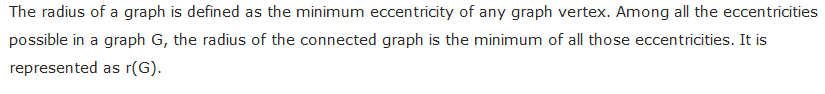 The radius of a graph is defined as the minimum eccentricity of any graph vertex. Among all the eccentricities
possible in a graph G, the radius of the connected graph is the minimum of all those eccentricities. It is
represented as r(G).